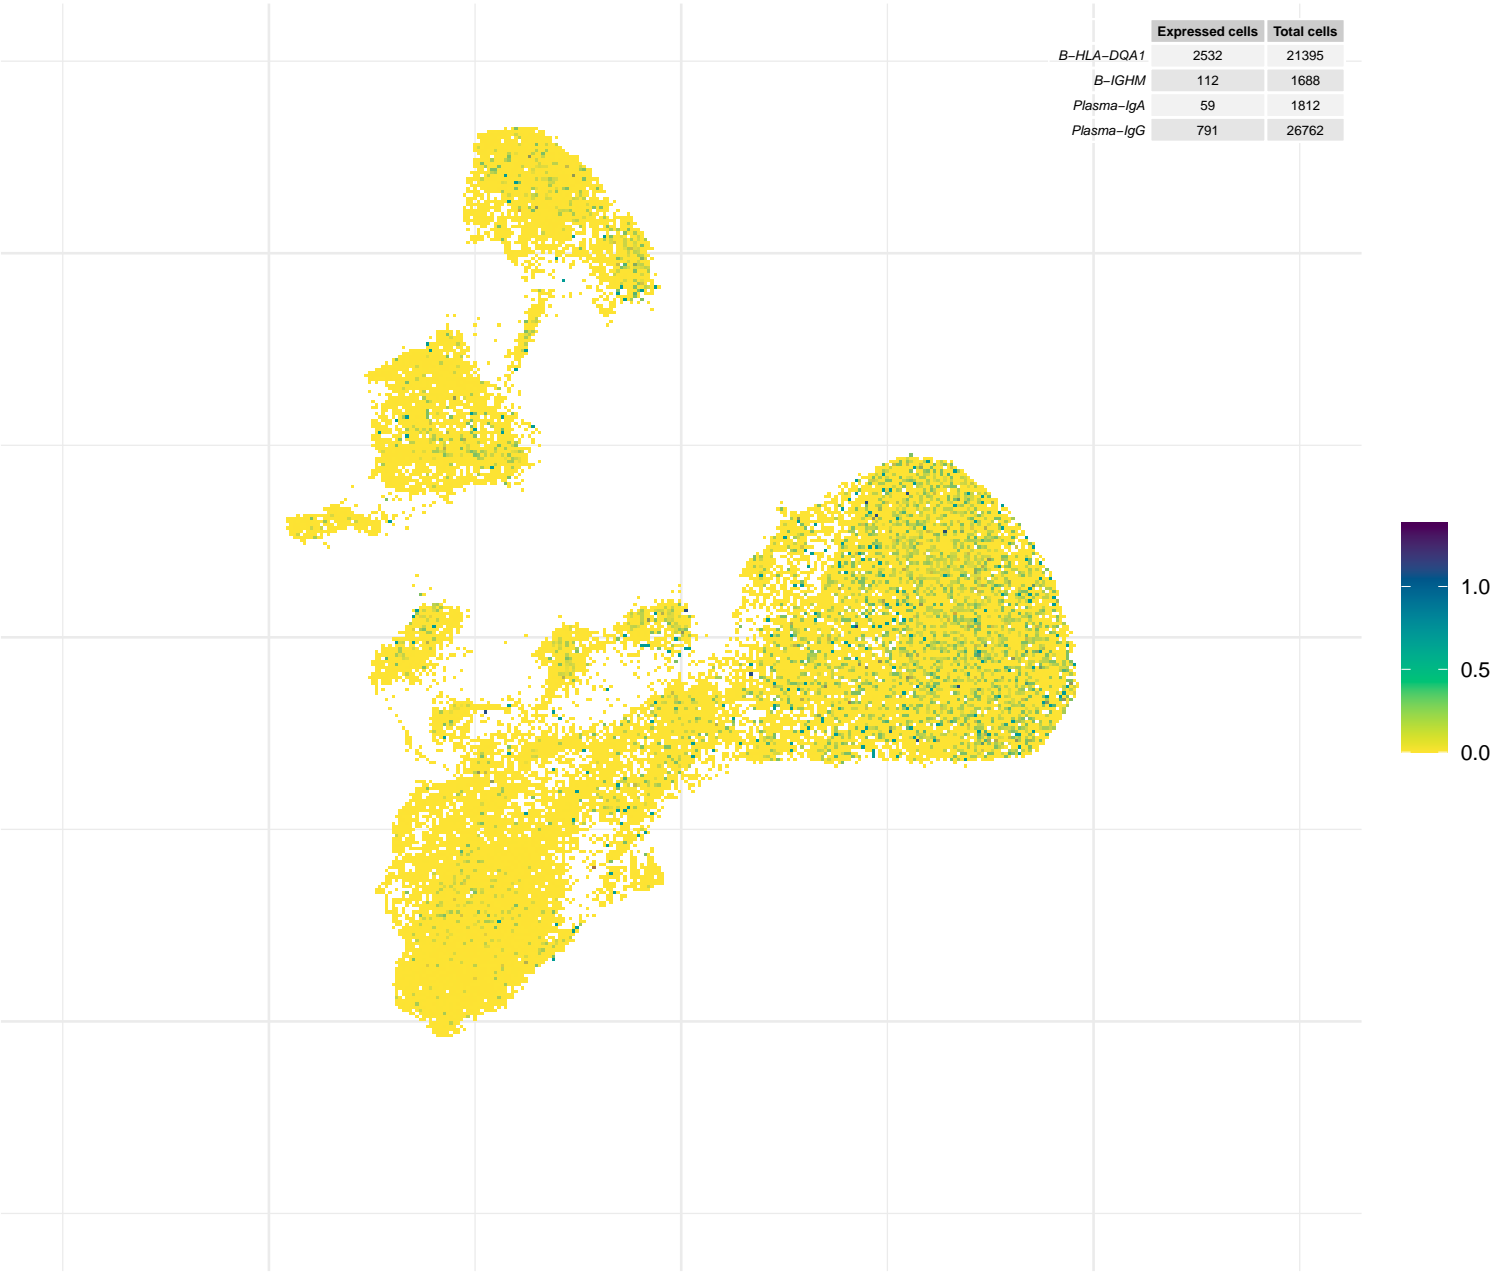 Expressed cells Total cells
B−HLA−DQA1 2532 21395
B−IGHM 112 1688
Plasma−IgA 59 1812
Plasma−IgG 791 26762
1.0
0.5
0.0